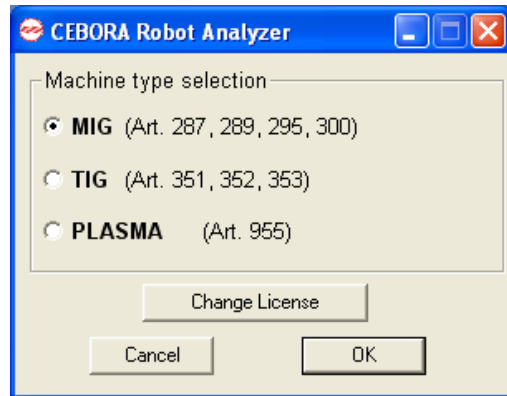 CEBORA Robot Analyzer
Machine type selection
MIG (Art. 287, 289, 295, 300)
TIG (Art. 351, 352, 353)
PLASMA (Art. 955)
Change License
Cancel OK